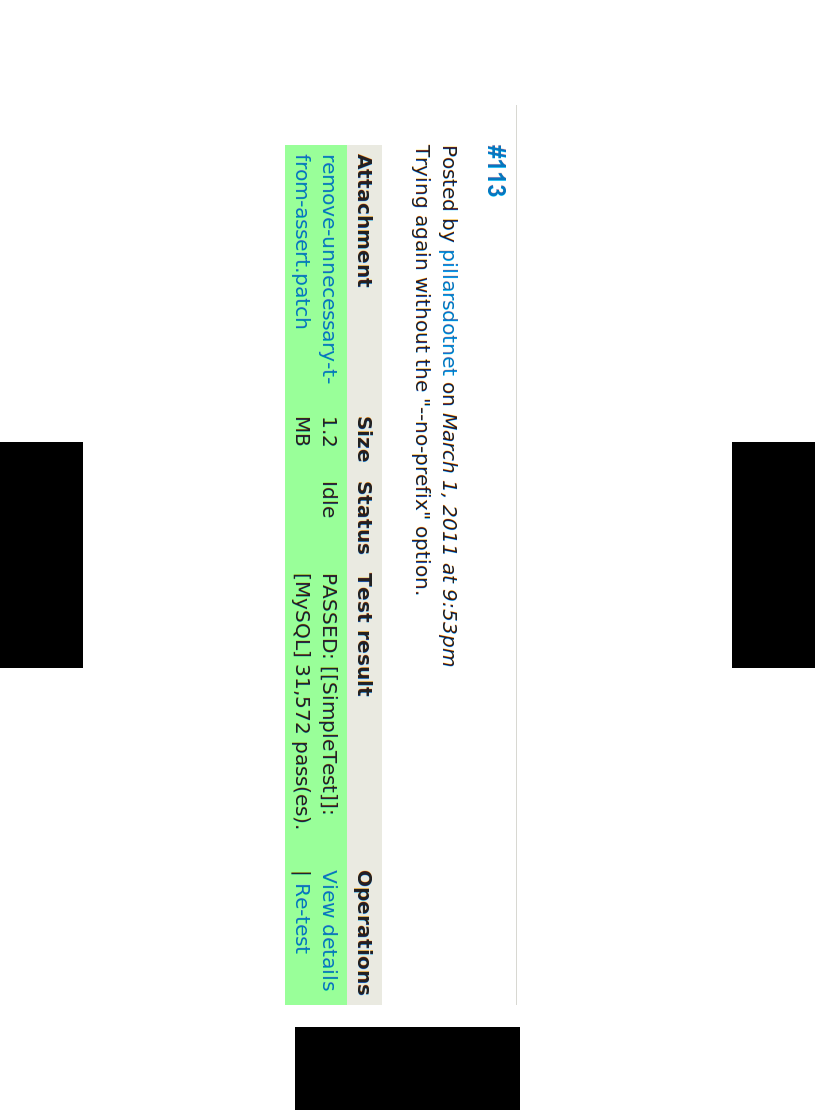 #113
Posted by pillarsdotnet on March 1, 2011 at 9:53pm
Trying again without the "--no-prefix" option.
Attachment Size Status Test result Operations
remove-unnecessary-t- 1.2 Idle PASSED: [[SimpleTest]]: View details
from-assert.patch MB [MySQL] 31,572 pass(es). | Re-test